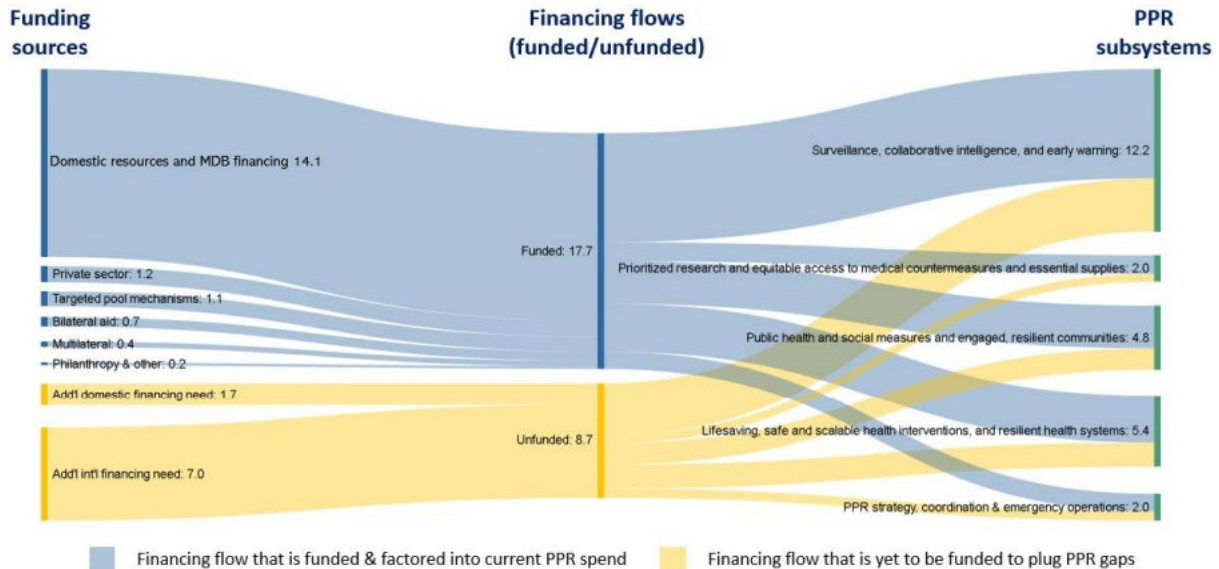 Funding
sources
Financing flows
(funded/unfunded)
PPR
subsystems
Domestic resources and MDB financing 14.1
Private sector: 1.2
Targeted pool mechanisms: 1.1
Bilateral aid: 0.7
Multilateral: 0.4
Philanthropy & other: 0.2
Add'l domestic financing need: 1.7
Add'l int'l financing need: 7.0
Funded: 17.7
Unfunded: 8.7
Surveillance, collaborative intelligence, and early warning: 12.2
Prioritized research and equitable access to medical countermeasures and essential supplies: 2.0
Public health and social measures and engaged, resilient communities: 4.8
Lifesaving, safe and scalable health interventions, and resilient health systems: 5.4
PPR strategy, coordination & emergency operations: 2.0
Financing flow that is funded & factored into current PPR spend
Financing flow that is yet to be funded to plug PPR gaps